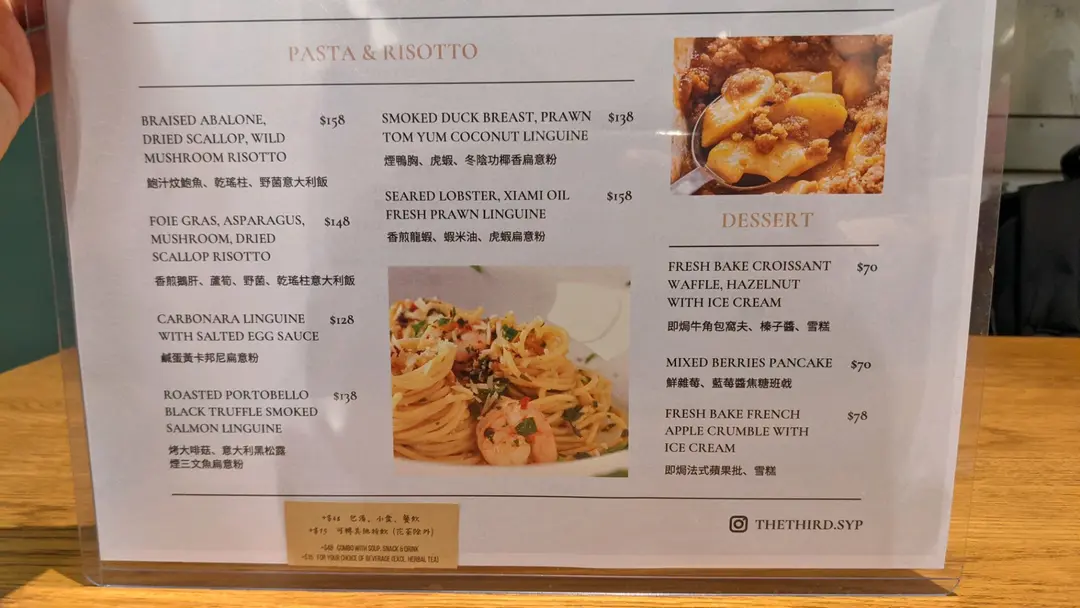 PASTA & RISOTTO
BRAISED ABALONE, $158
DRIED SCALLOP, WILD
MUSHROOM RISOTTO
鮑汁炆鮑魚、乾瑤柱、野菌意大利飯
FOIE GRAS, ASPARAGUS, $148
MUSHROOM, DRIED
SCALLOP RISOTTO
香煎鵝肝、蘆筍、野菌、乾瑤柱意大利飯
CARBONARA LINGUINE $128
WITH SALTED EGG SAUCE
鹹蛋黃卡邦尼扁意粉
ROASTED PORTOBELLO $138
BLACK TRUFFLE SMOKED
SALMON LINGUINE
烤大啡菇、意大利黑松露
煙三文魚扁意粉
SMOKED DUCK BREAST, PRAWN $138
TOM YUM COCONUT LINGUINE
煙鴨胸、虎蝦、冬陰功椰香扁意粉
SEARED LOBSTER, XIAMI OIL $158
FRESH PRAWN LINGUINE
香煎龍蝦、蝦米油、虎蝦扁意粉
DESSERT
FRESH BAKE CROISSANT $70
WAFFLE, HAZELNUT
WITH ICE CREAM
即焗牛角包窩夫、榛子醬、雪糕
MIXED BERRIES PANCAKE $70
鮮雜莓、藍莓醬焦糖班戟
FRESH BAKE FRENCH $78
APPLE CRUMBLE WITH
ICE CREAM
即焗法式蘋果批、雪糕
小食、餐飲
(花茶除外)
COMBO WITH SOUP, SNACK & DRINK
FOR YOUR CHOICE OF BEVERAGE (EXCL. HERBAL TEA)
THETHIRD.SYP